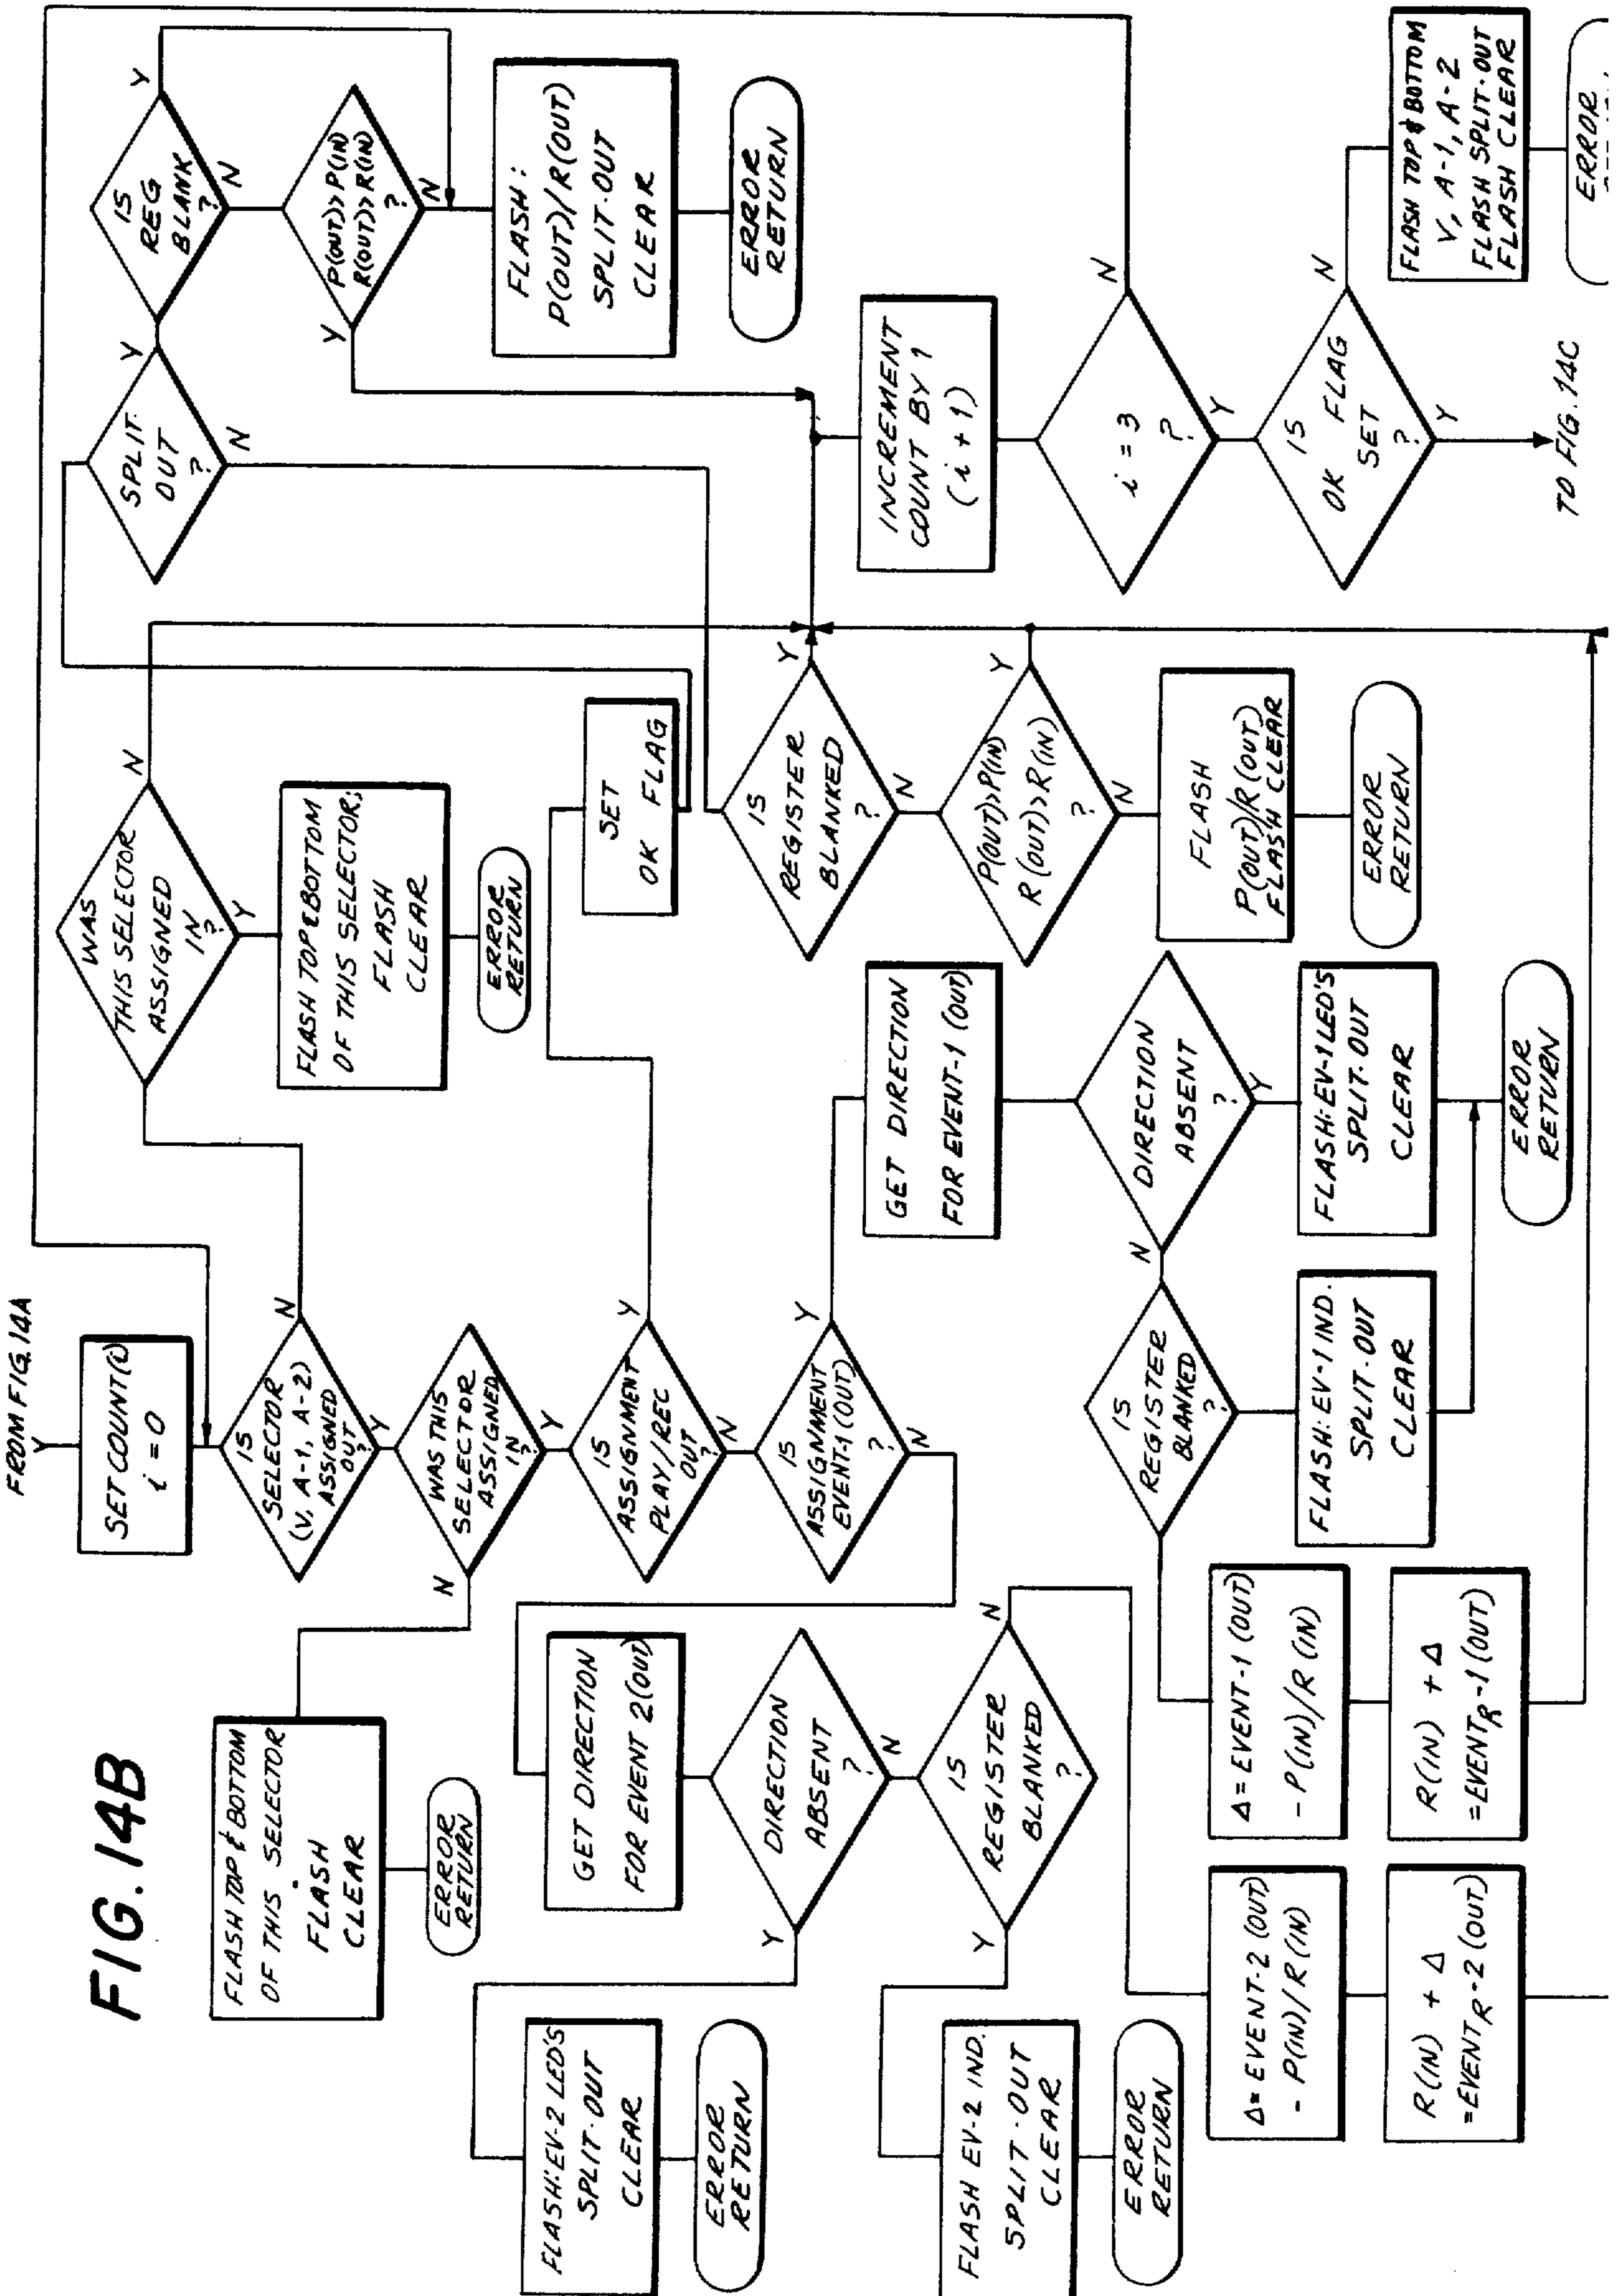 FIG. 14B
FROM FIG. 14A
SET COUNT(i)
i = 0
IS
SELECTOR
(V, A-1, A-2)
ASSIGNED
OUT
?
N
Y
WAS
THIS SELECTOR
ASSIGNED
IN
?
N
Y
FLASH TOP & BOTTOM
OF THIS SELECTOR;
FLASH
CLEAR
ERROR
RETURN
WAS THIS
SELECTOR
ASSIGNED
IN
?
N
Y
FLASH TOP & BOTTOM
OF THIS SELECTOR
FLASH
CLEAR
ERROR
RETURN
IS
ASSIGNMENT
PLAY/REC
OUT
?
Y
N
SET
OK FLAG
SPLIT
OUT
?
Y
N
IS
REG
BLANK
?
Y
N
P(OUT)>P(IN)
R(OUT)>R(IN)
?
Y
N
FLASH:
P(OUT)/R(OUT)
SPLIT-OUT
CLEAR
ERROR
RETURN
IS
ASSIGNMENT
EVENT-1 (OUT)
?
Y
N
GET DIRECTION
FOR EVENT-1 (OUT)
DIRECTION
ABSENT
?
N
Y
FLASH: EV-1 LED'S
SPLIT-OUT
CLEAR
ERROR
RETURN
IS
REGISTER
BLANKED
?
FLASH: EV-1 IND.
SPLIT-OUT
CLEAR
Δ = EVENT-1 (OUT)
- P(IN)/R(IN)
R(IN) + Δ
=EVENT R-1 (OUT)
GET DIRECTION
FOR EVENT 2(OUT)
DIRECTION
ABSENT
?
Y
N
FLASH: EV-2 LED'S
SPLIT-OUT
CLEAR
ERROR
RETURN
IS
REGISTER
BLANKED
?
Y
N
FLASH EV-2 IND.
SPLIT-OUT
CLEAR
ERROR
RETURN
Δ= EVENT-2 (OUT)
- P(IN)/R(IN)
R(IN) + Δ
=EVENT R-2 (OUT)
IS
REGISTER
BLANKED
?
Y
N
P(OUT)>P(IN)
R(OUT)>R(IN)
?
Y
N
FLASH
P(OUT)/R(OUT)
FLASH CLEAR
ERROR
RETURN
INCREMENT
COUNT BY 1
(i + 1)
i = 3
?
N
Y
IS
OK FLAG
SET
?
N
Y
TO FIG. 14C
FLASH TOP & BOTTOM
V, A-1, A-2
FLASH SPLIT-OUT
FLASH CLEAR
ERROR